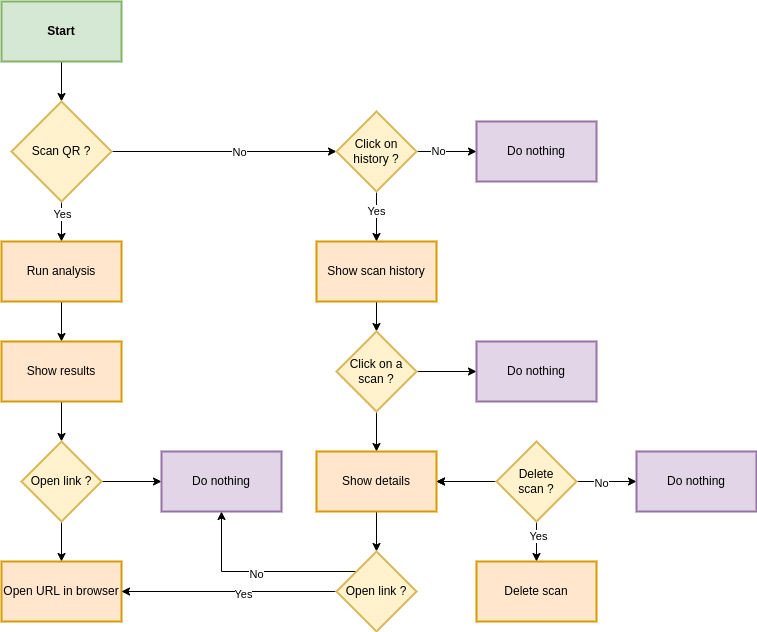 Start
Scan QR ?
No
Click on
history ?
No
Do nothing
Yes
Yes
Run analysis
Show scan history
Show results
Click on a
scan ?
Do nothing
Open link ?
Do nothing
Show details
Delete
scan ?
No
Do nothing
Yes
No
Open URL in browser
Yes
Open link ?
Delete scan